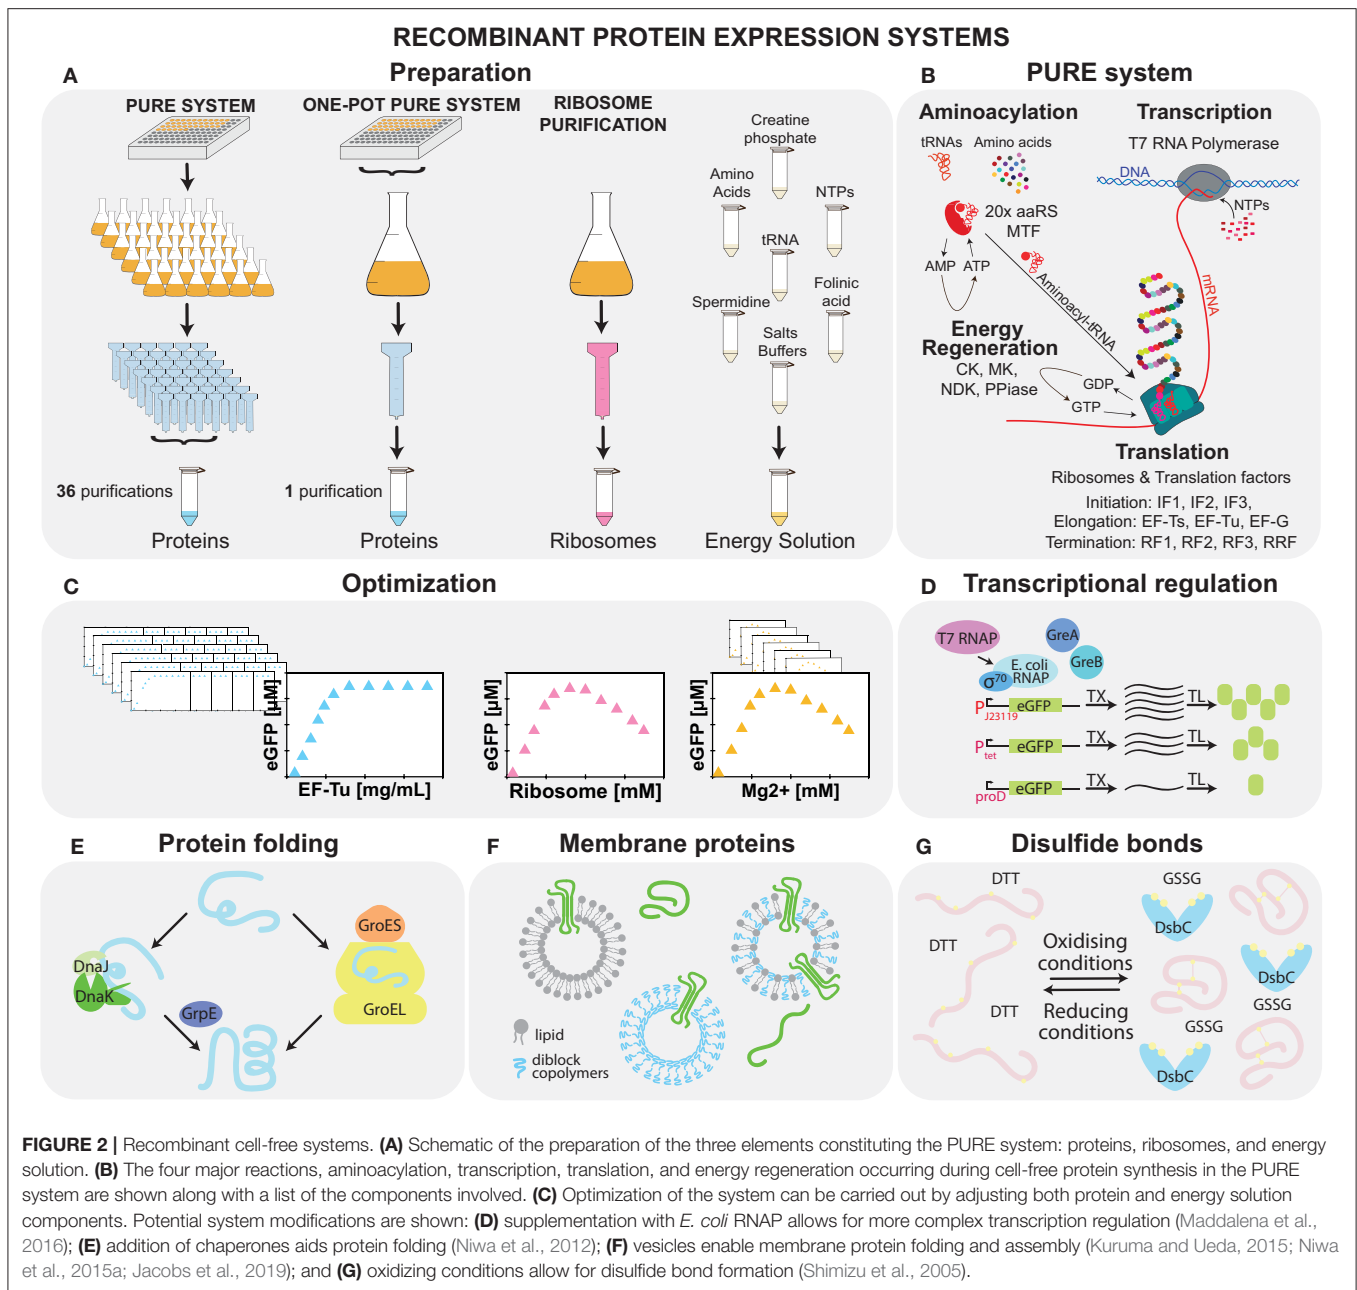 RECOMBINANT PROTEIN EXPRESSION SYSTEMS
A
Preparation
PURE SYSTEM
ONE-POT PURE SYSTEM
RIBOSOME
PURIFICATION
Creatine
phosphate
Amino
Acids
NTPs
tRNA
Spermidine
Folinic
acid
Salts
Buffers
36 purifications
1 purification
Proteins
Proteins
Ribosomes
Energy Solution
B
PURE system
Aminoacylation
Transcription
tRNAs
Amino acids
T7 RNA Polymerase
DNA
NTPs
20x aaRS
MTF
AMP
ATP
Aminoacyl-tRNA
mRNA
Energy
Regeneration
CK, MK,
NDK, PPiase
GDP
GTP
Translation
Ribosomes & Translation factors
Initiation: IF1, IF2, IF3,
Elongation: EF-Ts, EF-Tu, EF-G
Termination: RF1, RF2, RF3, RRF
C
Optimization
eGFP [µM]
EF-Tu [mg/mL]
eGFP [µM]
Ribosome [mM]
eGFP [µM]
Mg2+ [mM]
D
Transcriptional regulation
T7 RNAP
GreA
E. coli
RNAP
σ70
GreB
PJ23119
eGFP
TX
TL
Ptet
eGFP
TX
TL
proD
eGFP
TX
TL
E
Protein folding
GroES
DnaJ
DnaK
GrpE
GroEL
F
Membrane proteins
lipid
diblock
copolymers
G
Disulfide bonds
DTT
GSSG
DsbC
DTT
Oxidising
conditions
DsbC
DTT
Reducing
conditions
GSSG
GSSG
DsbC
FIGURE 2 | Recombinant cell-free systems. (A) Schematic of the preparation of the three elements constituting the PURE system: proteins, ribosomes, and energy
solution. (B) The four major reactions, aminoacylation, transcription, translation, and energy regeneration occurring during cell-free protein synthesis in the PURE
system are shown along with a list of the components involved. (C) Optimization of the system can be carried out by adjusting both protein and energy solution
components. Potential system modifications are shown: (D) supplementation with E. coli RNAP allows for more complex transcription regulation (Maddalena et al.,
2016); (E) addition of chaperones aids protein folding (Niwa et al., 2012); (F) vesicles enable membrane protein folding and assembly (Kuruma and Ueda, 2015; Niwa
et al., 2015a; Jacobs et al., 2019); and (G) oxidizing conditions allow for disulfide bond formation (Shimizu et al., 2005).